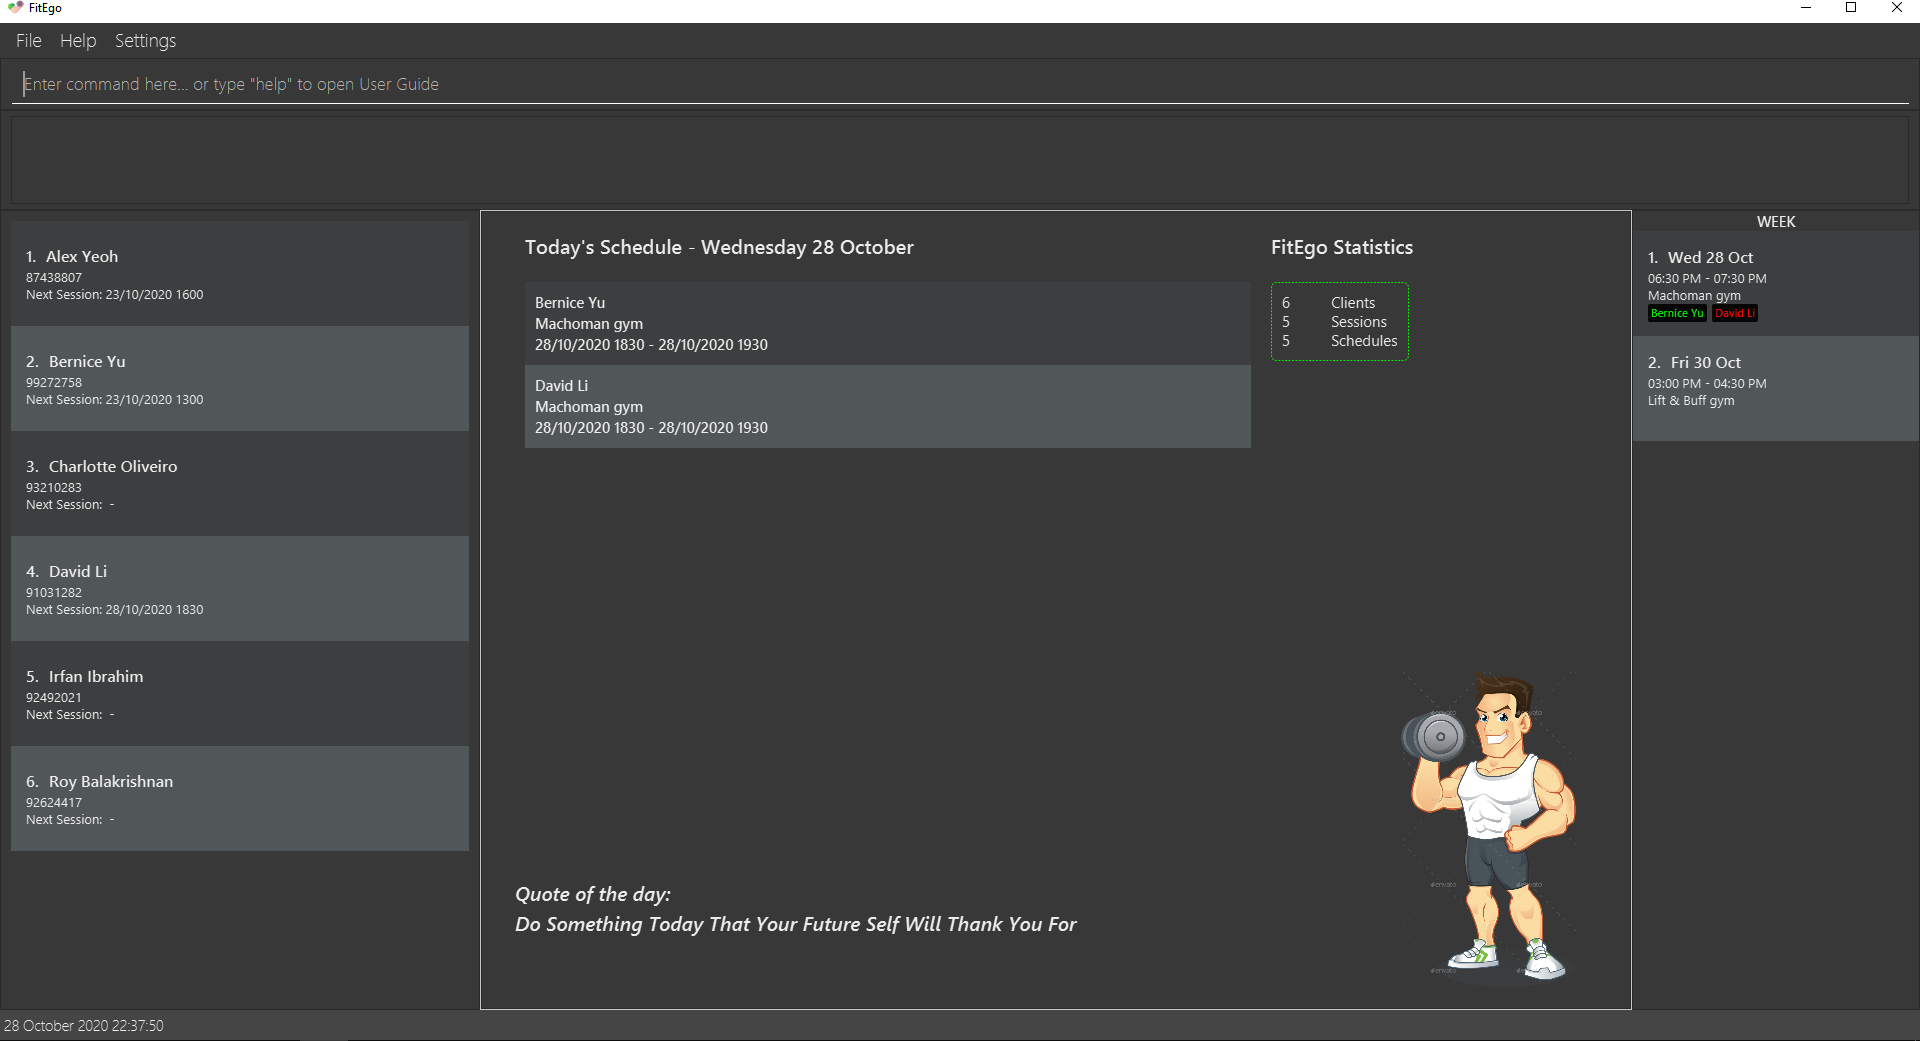 FitEgo
File Help Settings
Enter command here... or type "help" to open User Guide
1. Alex Yeoh
87438807
Next Session: 23/10/2020 1600
2. Bernice Yu
99272758
Next Session: 23/10/2020 1300
3. Charlotte Oliveiro
93210283
Next Session: -
4. David Li
91031282
Next Session: 28/10/2020 1830
5. Irfan Ibrahim
92492021
Next Session: -
6. Roy Balakrishnan
92624417
Next Session: -
Today's Schedule - Wednesday 28 October
Bernice Yu
Machoman gym
28/10/2020 1830 - 28/10/2020 1930
David Li
Machoman gym
28/10/2020 1830 - 28/10/2020 1930
FitEgo Statistics
6 Clients
5 Sessions
5 Schedules
Quote of the day:
Do Something Today That Your Future Self Will Thank You For
WEEK
1. Wed 28 Oct
06:30 PM - 07:30 PM
Machoman gym
Bernice Yu David Li
2. Fri 30 Oct
03:00 PM - 04:30 PM
Lift & Buff gym
28 October 2020 22:37:50